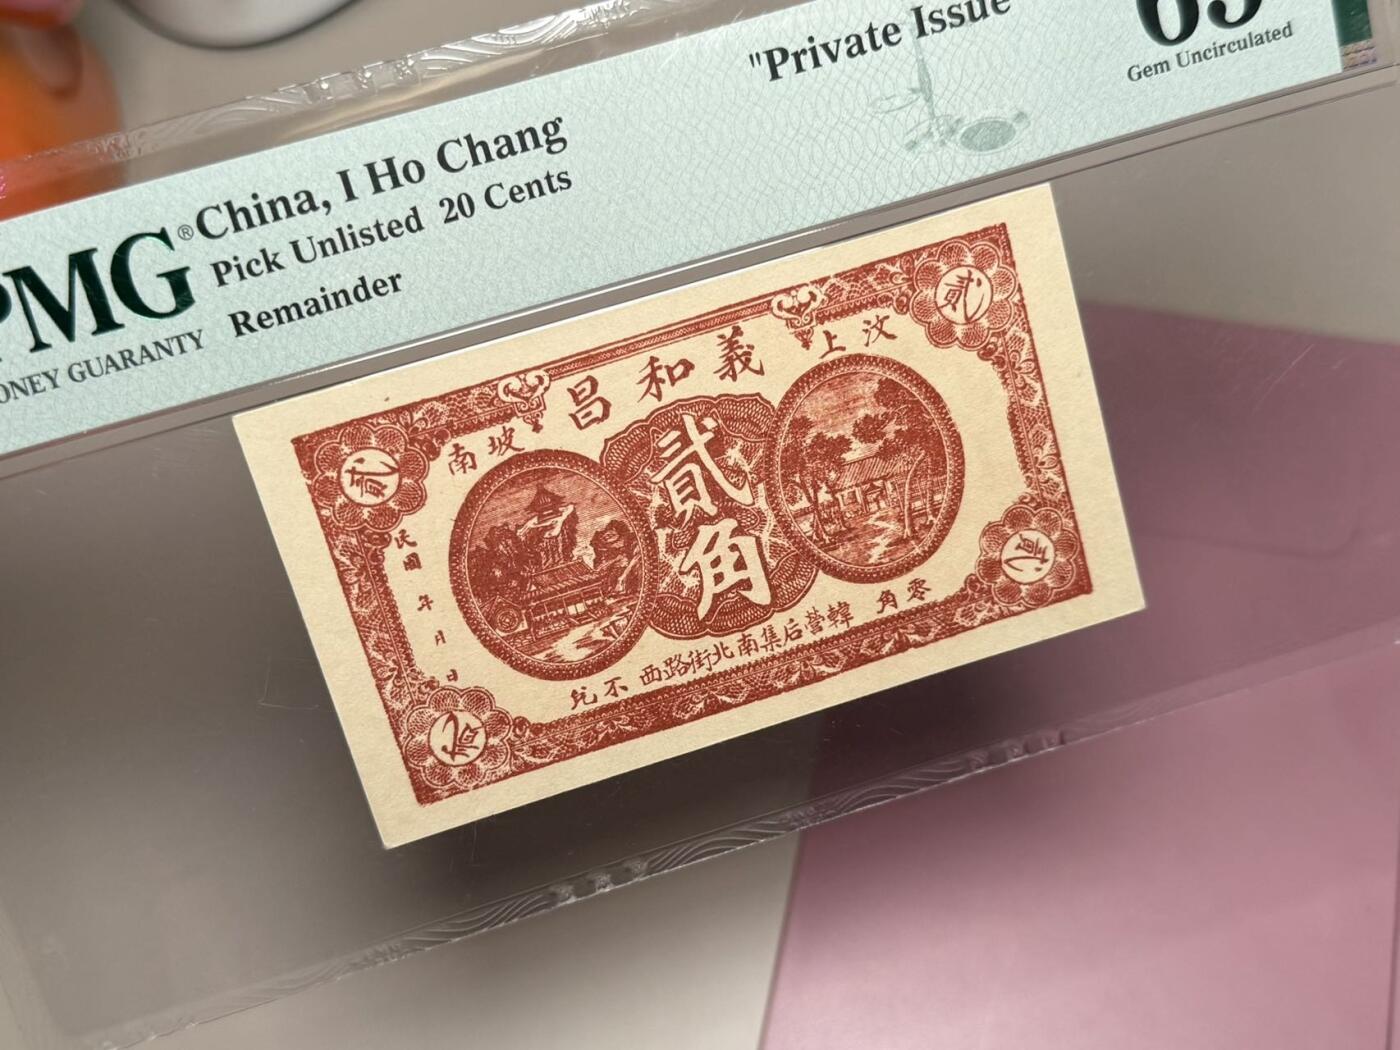 "Private Issue
65
Gem Uncirculated
China, I Ho Chang
Pick Unlisted 20 Cents
Remainder
PMG®
MONEY GUARANTY
汶上
義和昌
南坡
貳
貳
貳角
民國 年 月 日
零角
韓營后集南北街路西
不兌